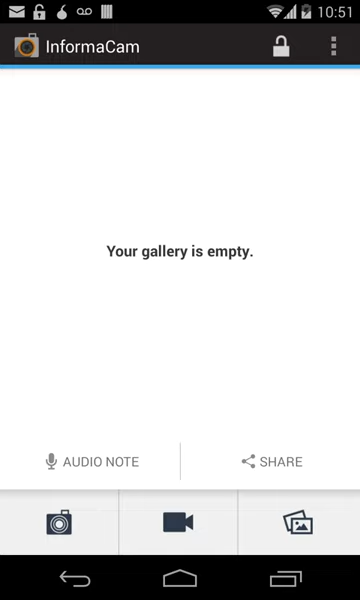 10:51
InformaCam
Your gallery is empty.
AUDIO NOTE
SHARE